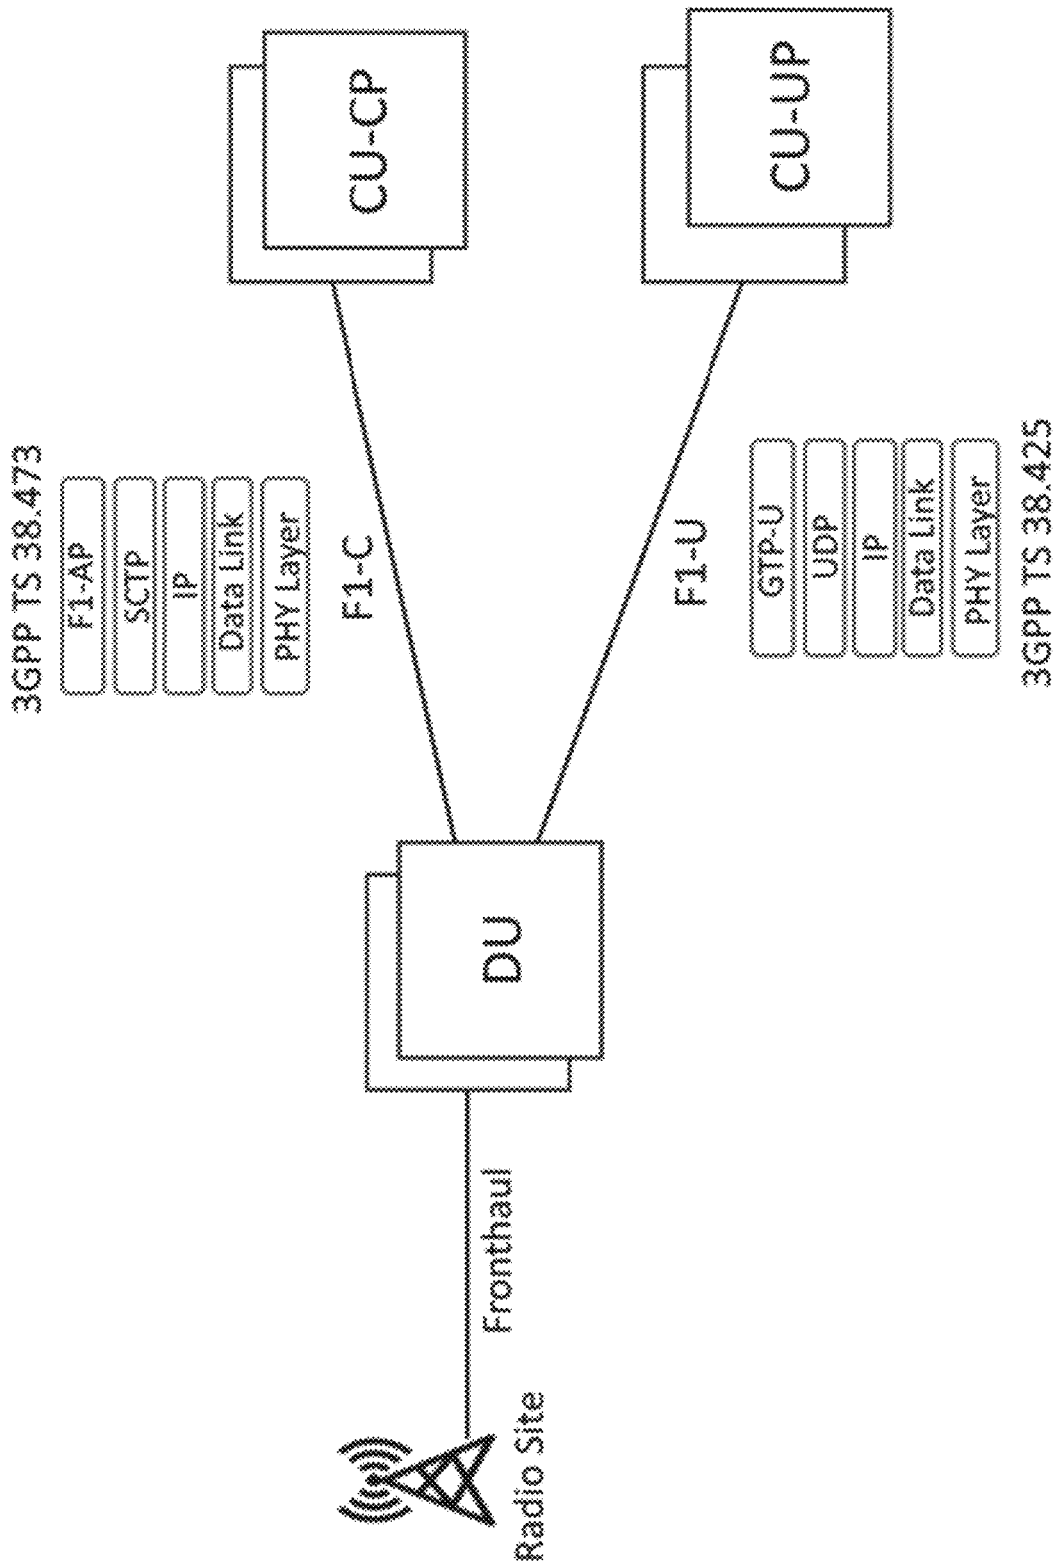 3GPP TS 38.473
F1-AP
SCTP
IP
Data Link
PHY Layer
F1-C
CU-CP
Radio Site
Fronthaul
DU
F1-U
CU-UP
GTP-U
UDP
IP
Data Link
PHY Layer
3GPP TS 38.425